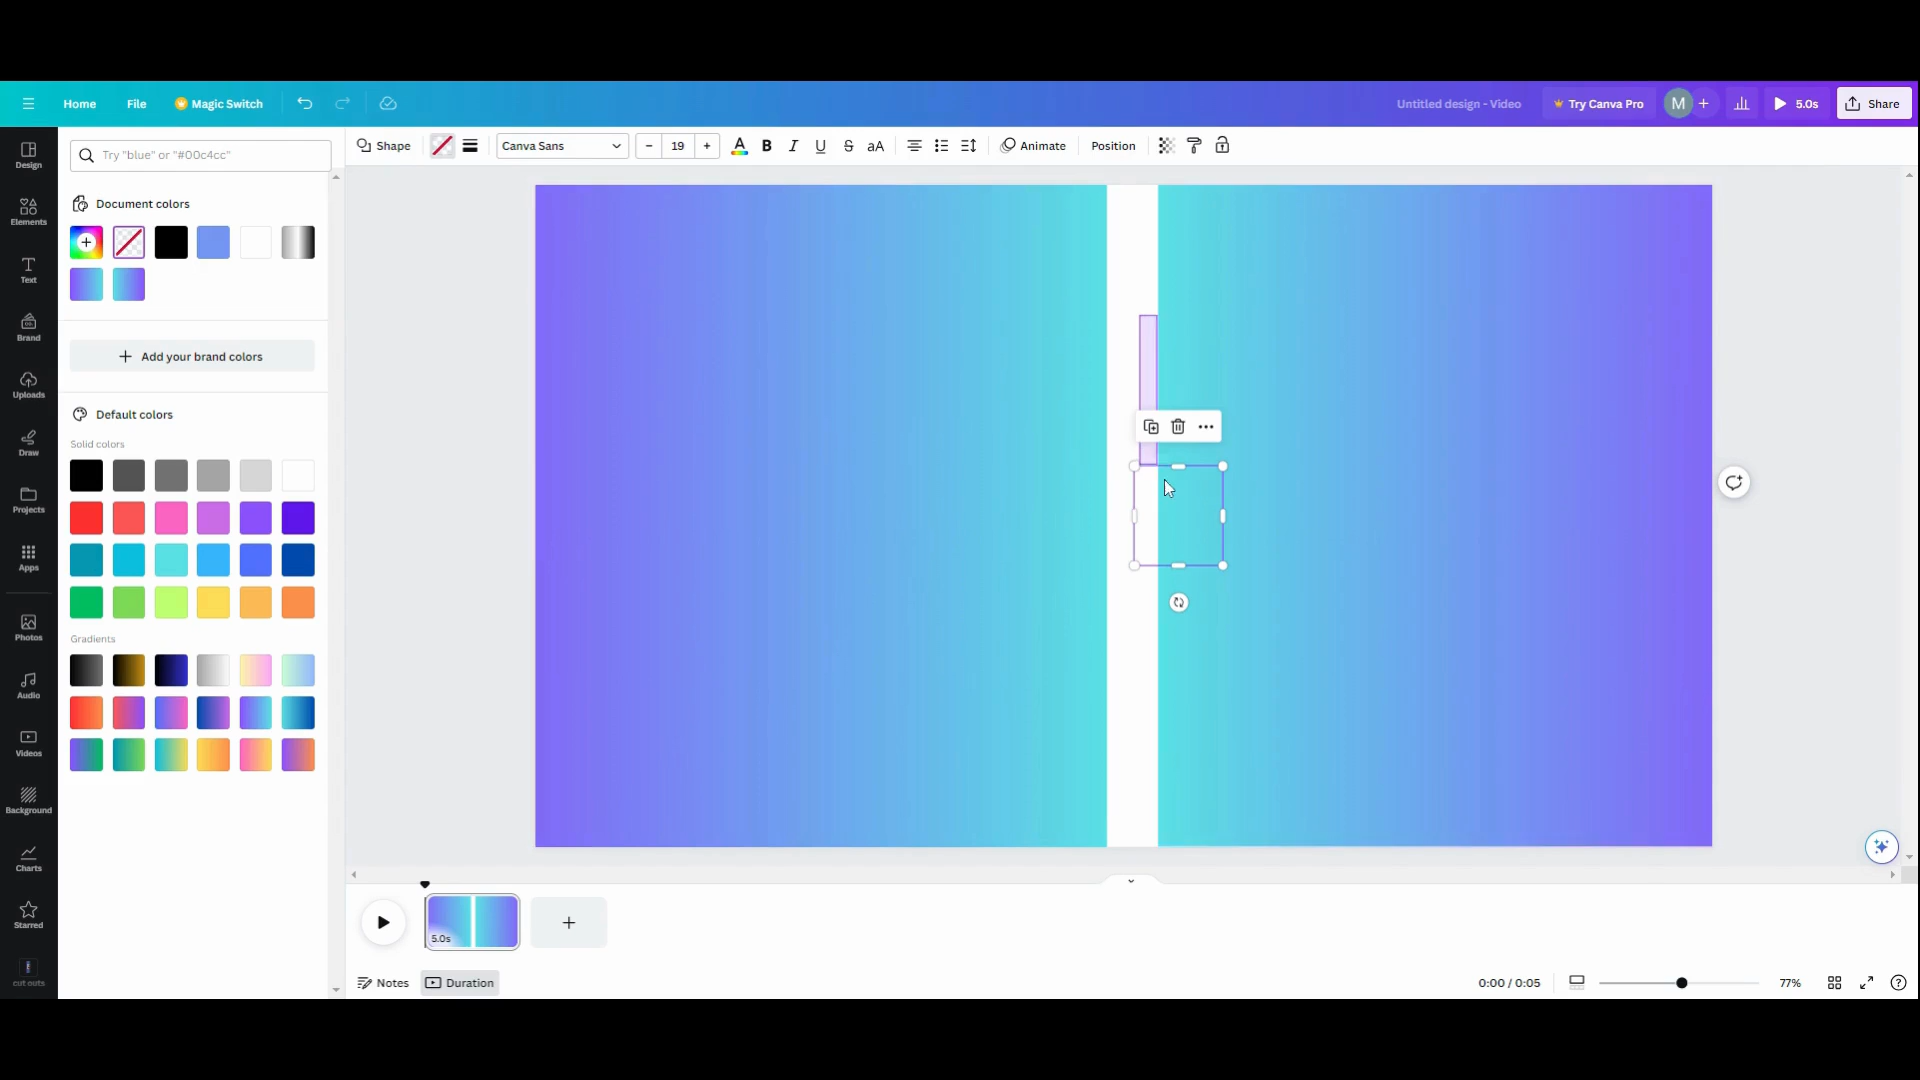 Home File Magic Switch Untitled design - Video Try Canva Pro M + 5.0s Share
Try "blue" or "#00c4cc"
Shape Canva Sans - 19 + A B I U S aA Animate Position
Design
Elements
Text
Brand
Uploads
Draw
Projects
Apps
Photos
Audio
Videos
Background
Charts
Starred
cut outs
Document colors
+ Add your brand colors
Default colors
Solid colors
Gradients
5.0s
+
Notes Duration 0:00 / 0:05 77% ?